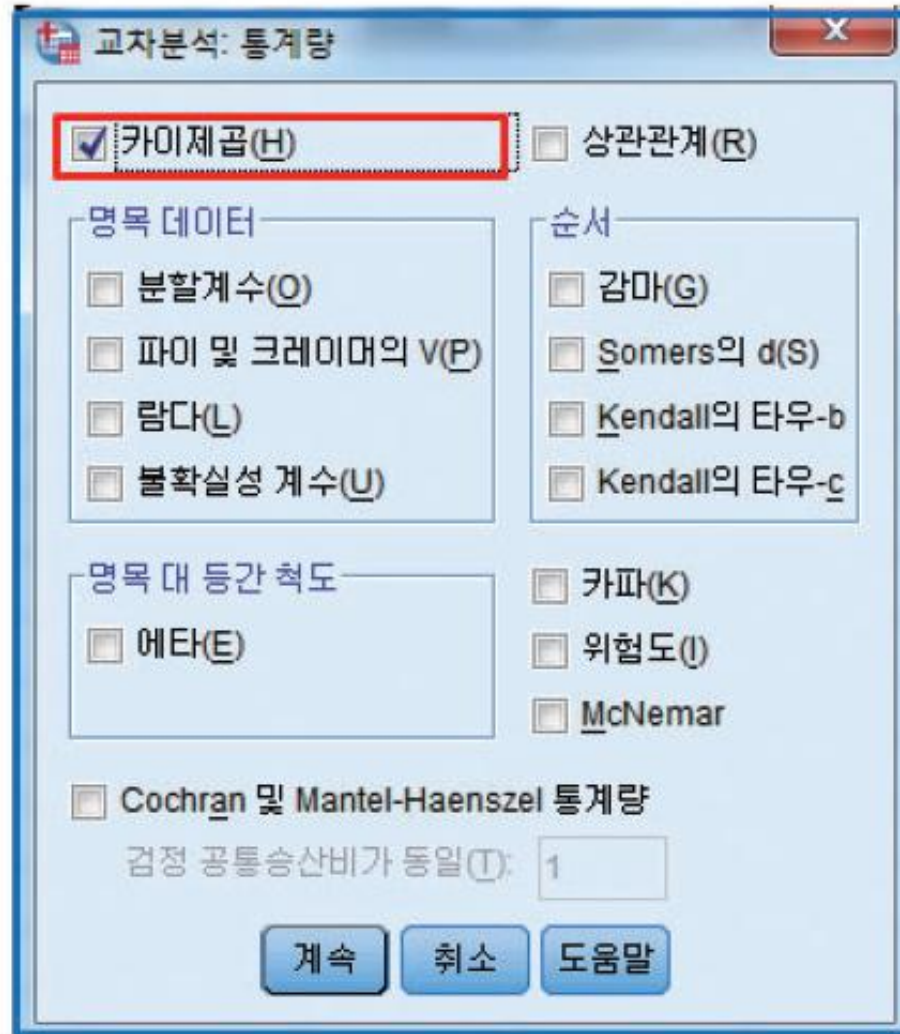 교차분석: 통계량
카이제곱(H)
상관관계(R)
명목 데이터
분할계수(O)
파이 및 크레이머의 V(P)
람다(L)
불확실성 계수(U)
순서
감마(G)
Somers의 d(S)
Kendall의 타우-b
Kendall의 타우-c
명목 대 등간 척도
에타(E)
카파(K)
위험도(I)
McNemar
Cochran 및 Mantel-Haenszel 통계량
검정 공통승산비가 동일(T): 1
계속 취소 도움말